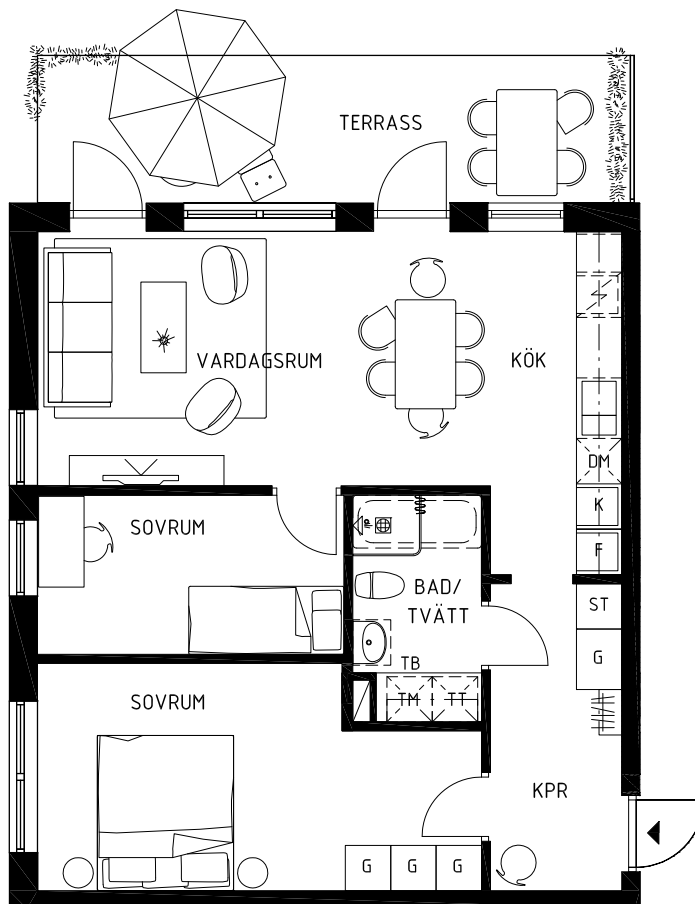 TERRASS
VARDAGSRUM
KÖK
DM
K
F
SOVRUM
BAD/
TVÄTT
ST
G
TB
TM
TT
SOVRUM
KPR
G
G
G